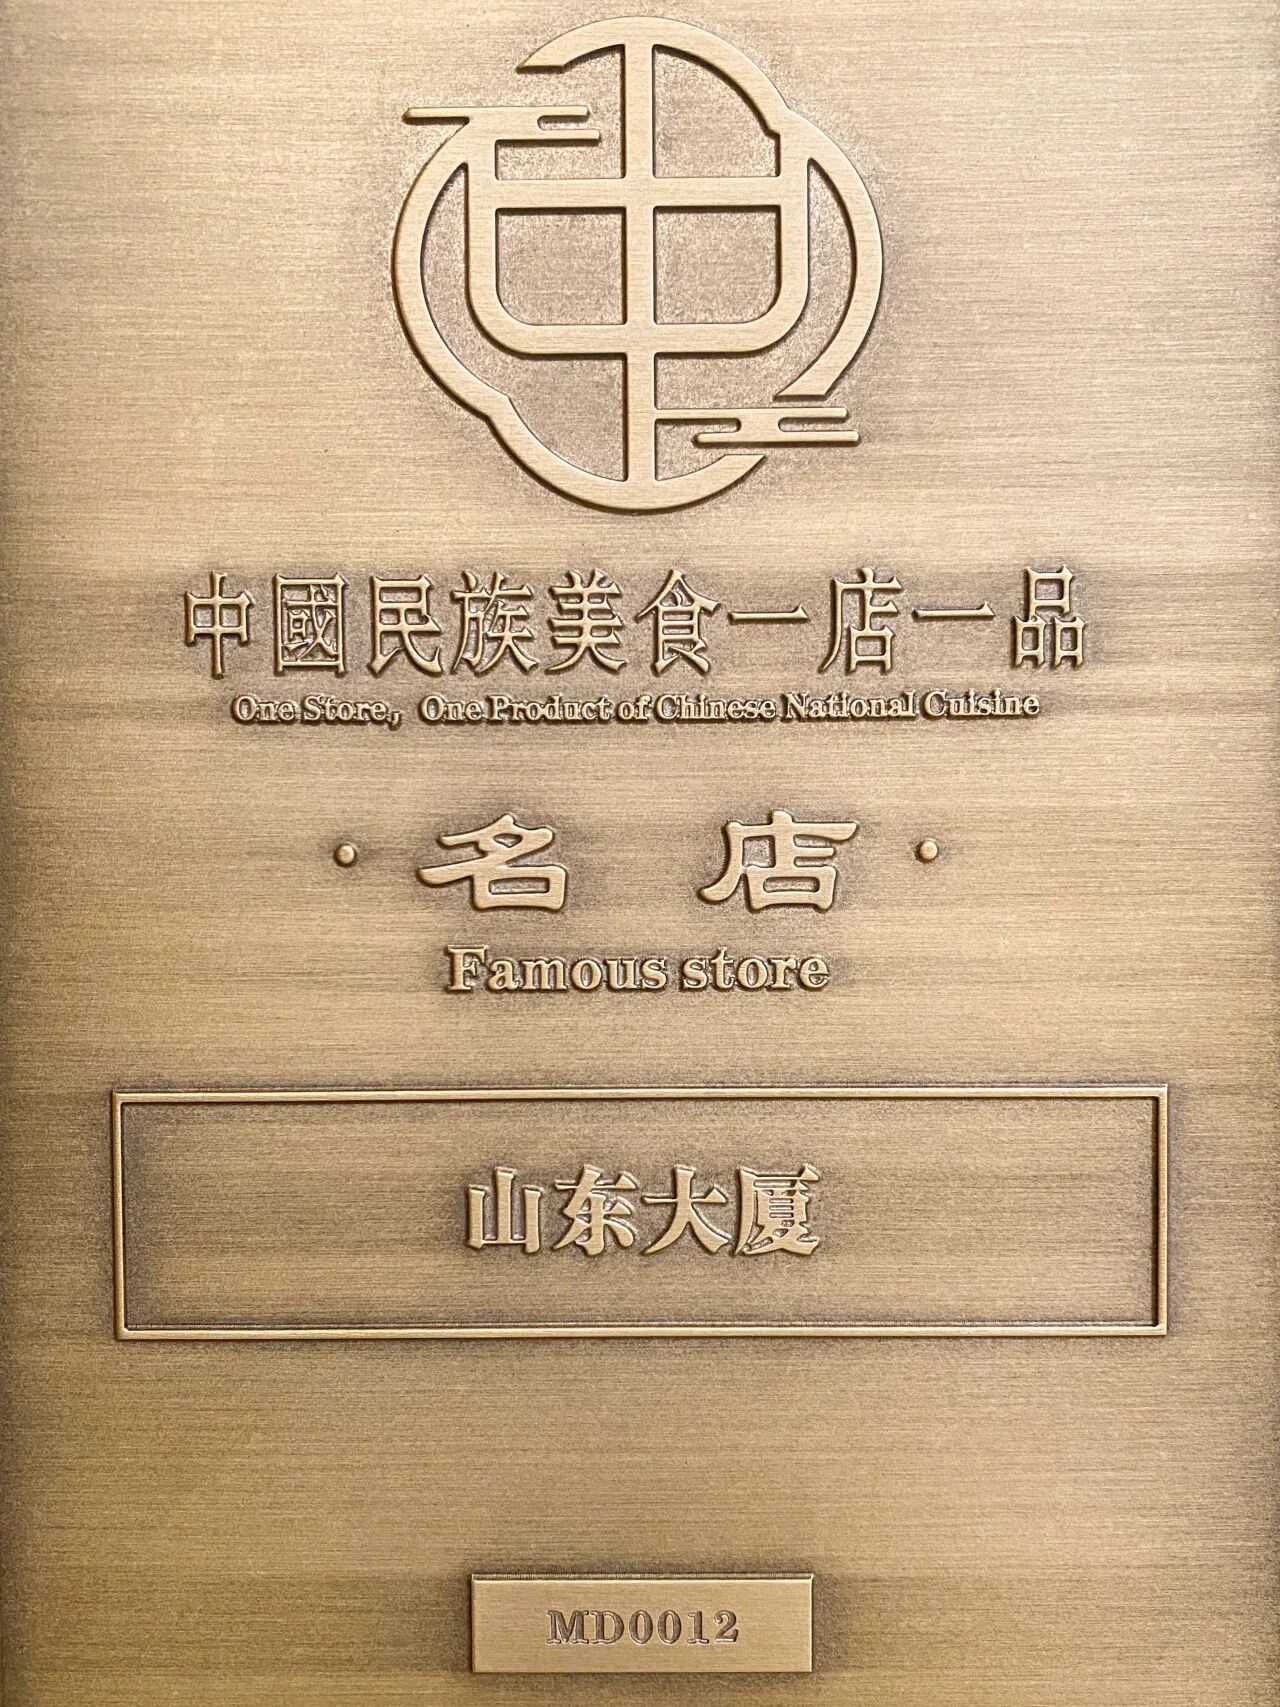 中國民族美食一店一品
One Store, One Product of Chinese National Cuisine
·名店·
Famous store
山东大厦
MD0012